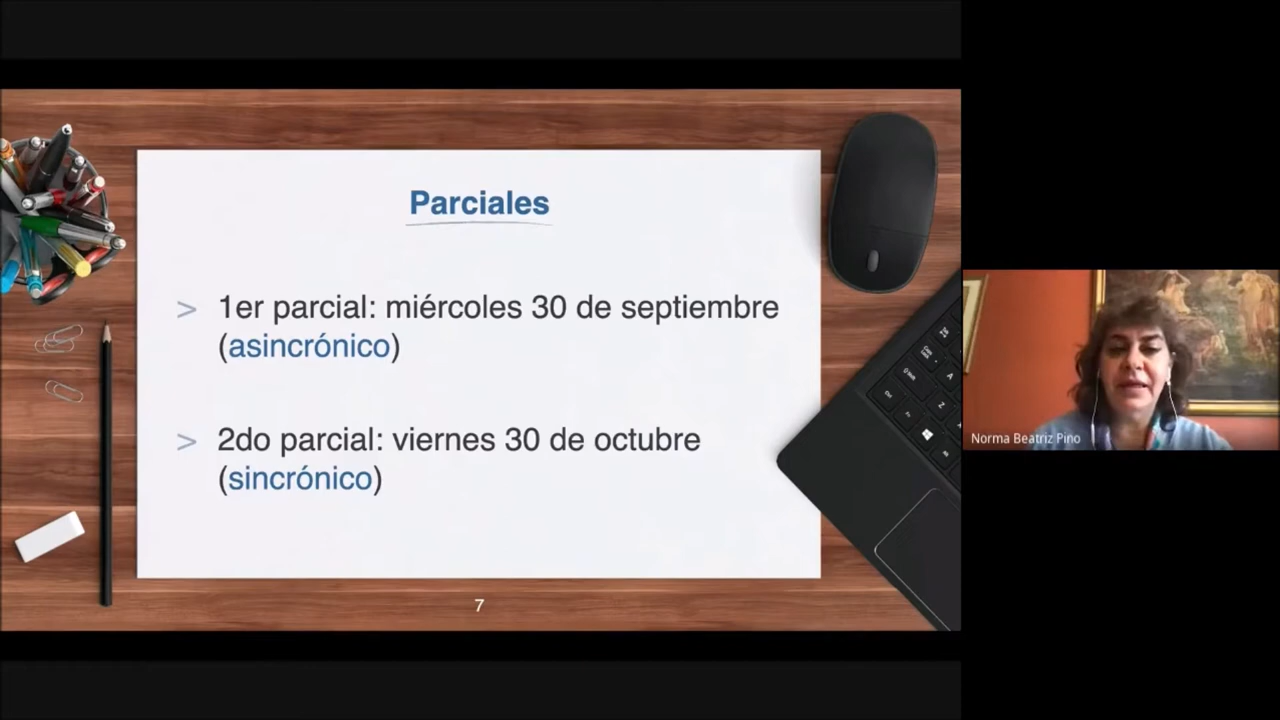 Parciales
> 1er parcial: miércoles 30 de septiembre
(asincrónico)
> 2do parcial: viernes 30 de octubre
(sincrónico)
7
Norma Beatriz Pino